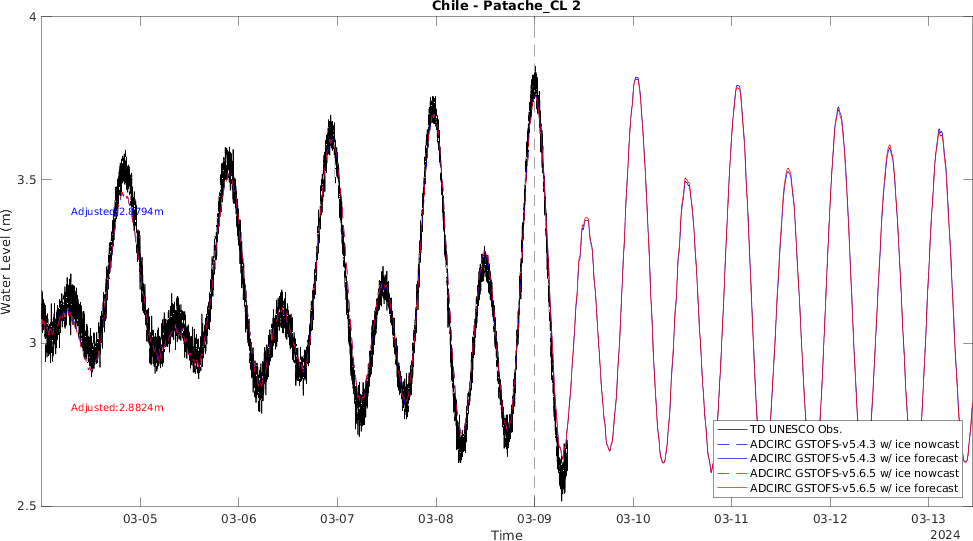 Chile - Patache_CL 2
4
3.5
3
2.5
Water Level (m)
Adjusted:2.8794m
Adjusted:2.8824m
TD UNESCO Obs.
ADCIRC GSTOFS-v5.4.3 w/ ice nowcast
ADCIRC GSTOFS-v5.4.3 w/ ice forecast
ADCIRC GSTOFS-v5.6.5 w/ ice nowcast
ADCIRC GSTOFS-v5.6.5 w/ ice forecast
03-05 03-06 03-07 03-08 03-09 03-10 03-11 03-12 03-13
Time
2024